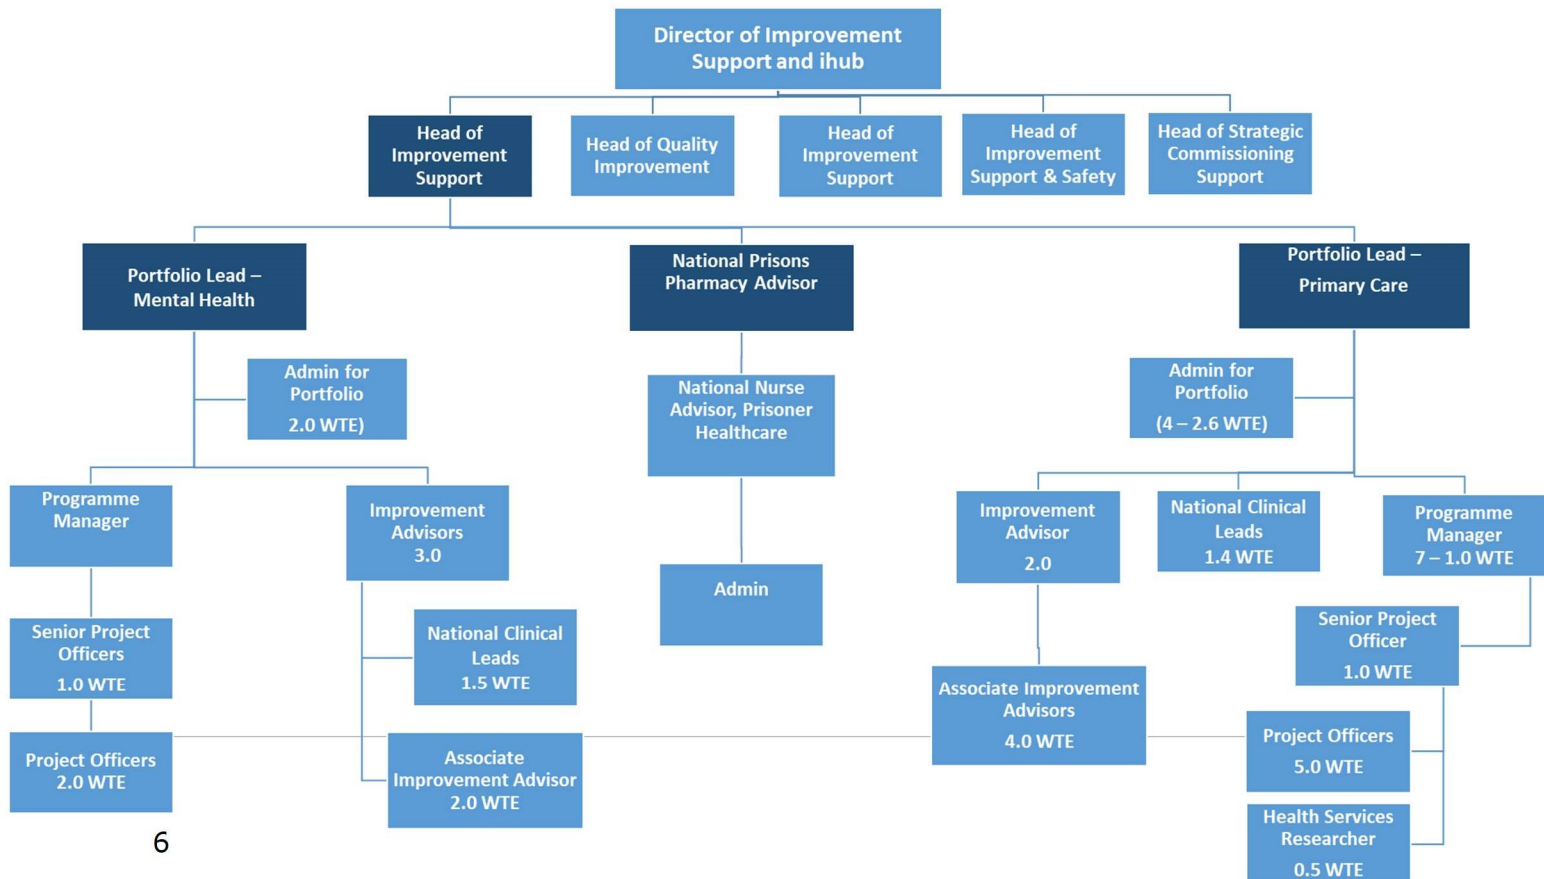 Director of Improvement
Support and ihub
Head of
Improvement
Support
Head of Quality
Improvement
Head of
Improvement
Support
Head of
Improvement
Support & Safety
Head of Strategic
Commissioning
Support
Portfolio Lead –
Mental Health
National Prisons
Pharmacy Advisor
Portfolio Lead –
Primary Care
Admin for
Portfolio
2.0 WTE)
National Nurse
Advisor, Prisoner
Healthcare
Admin for
Portfolio
(4 – 2.6 WTE)
Programme
Manager
Improvement
Advisors
3.0
Improvement
Advisor
2.0
National Clinical
Leads
1.4 WTE
Programme
Manager
7 – 1.0 WTE
Admin
Senior Project
Officers
1.0 WTE
National Clinical
Leads
1.5 WTE
Senior Project
Officer
1.0 WTE
Associate Improvement
Advisors
4.0 WTE
Project Officers
2.0 WTE
Associate
Improvement Advisor
2.0 WTE
Project Officers
5.0 WTE
Health Services
Researcher
0.5 WTE
6